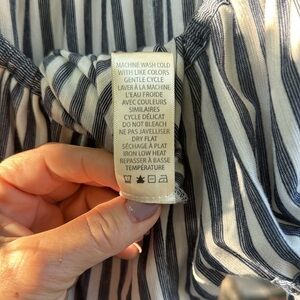 MACHINE WASH COLD
WITH LIKE COLORS
GENTLE CYCLE
LAVER À LA MACHINE
L'EAU FROIDE
AVEC COULEURS
SIMILAIRES
CYCLE DÉLICAT
DO NOT BLEACH
NE PAS JAVELLISER
DRY FLAT
SÉCHAGE À PLAT
IRON LOW HEAT
REPASSER À BASSE
TEMPÉRATURE